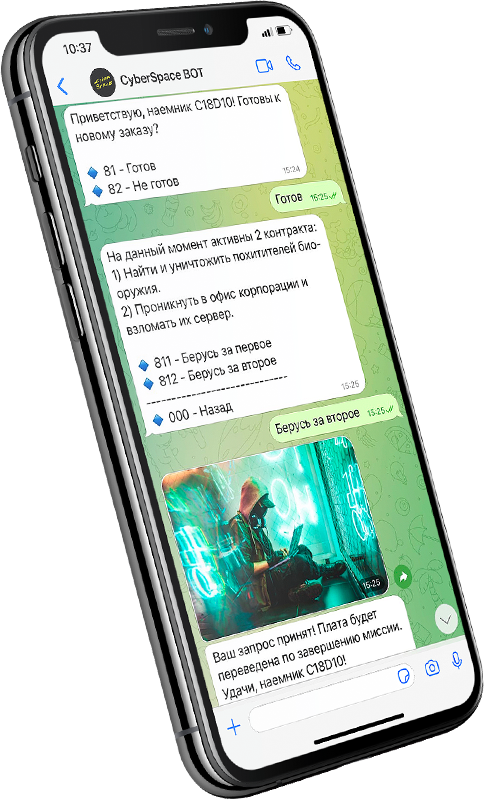 10:37
CyberSpace BOT
Приветствую, наемник C18D10! Готовы к
новому заказу?
81 - Готов
82 - Не готов
15:24
Готов 15:25
На данный момент активны 2 контракта:
1) Найти и уничтожить похитителей био-
оружия.
2) Проникнуть в офис корпорации и
взломать их сервер.
811 - Берусь за первое
812 - Берусь за второе
------------------------------
000 - Назад
15:25
Берусь за второе 15:25
15:25
Ваш запрос принят! Плата будет
переведена по завершению миссии.
Удачи, наемник C18D10!